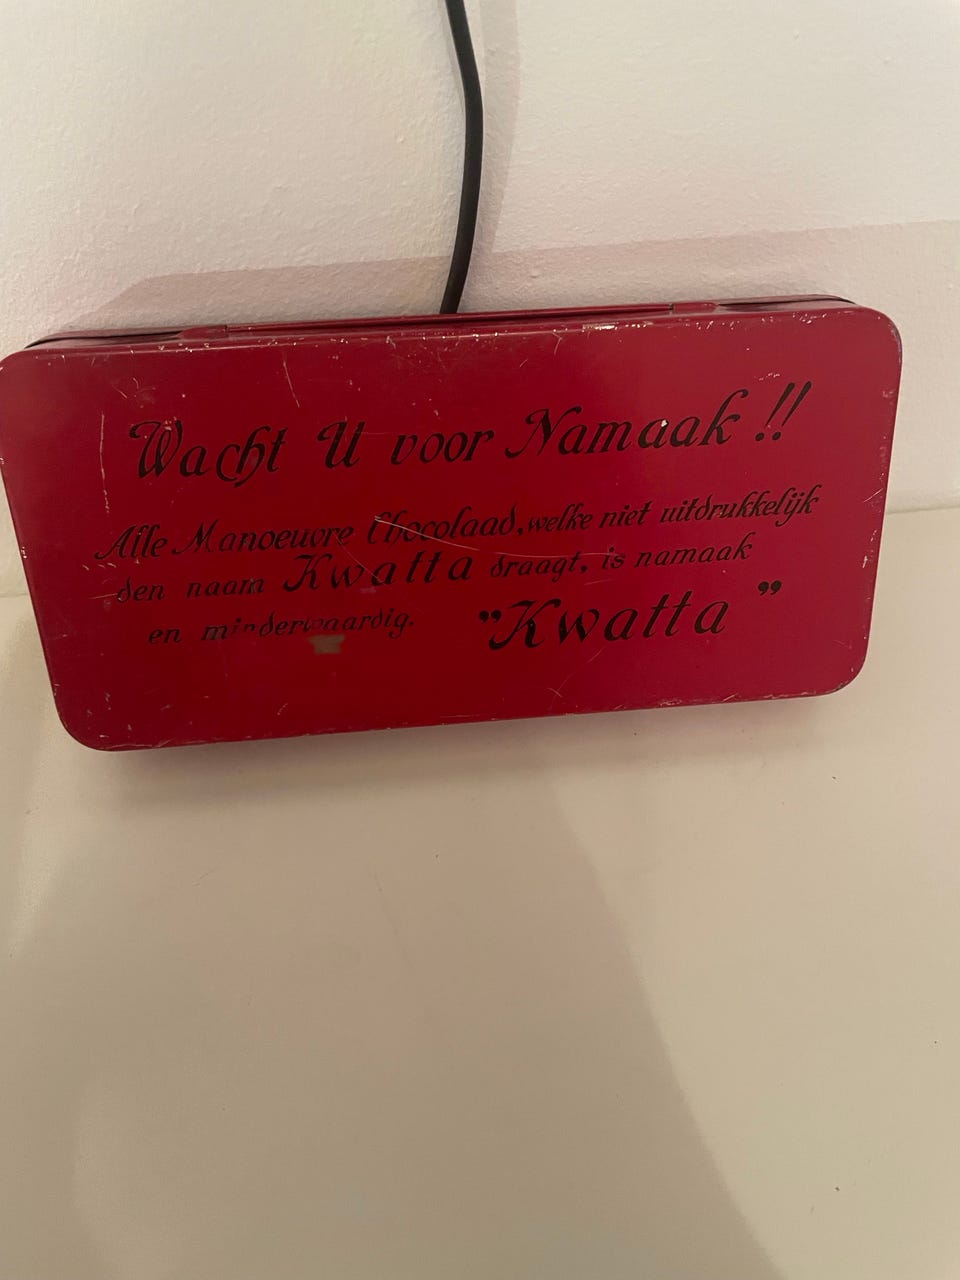 Wacht U voor Namaak !!
Alle Manoeuvre Chocolaad, welke niet uitdrukkelijk
den naam Kwatta draagt, is namaak
en minderwaardig. "Kwatta"